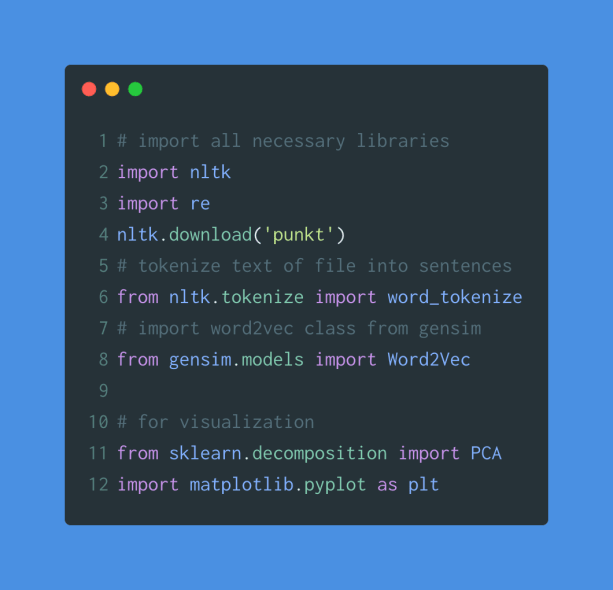 1 # import all necessary libraries
2 import nltk
3 import re
4 nltk.download('punkt')
5 # tokenize text of file into sentences
6 from nltk.tokenize import word_tokenize
7 # import word2vec class from gensim
8 from gensim.models import Word2Vec
9
10 # for visualization
11 from sklearn.decomposition import PCA
12 import matplotlib.pyplot as plt